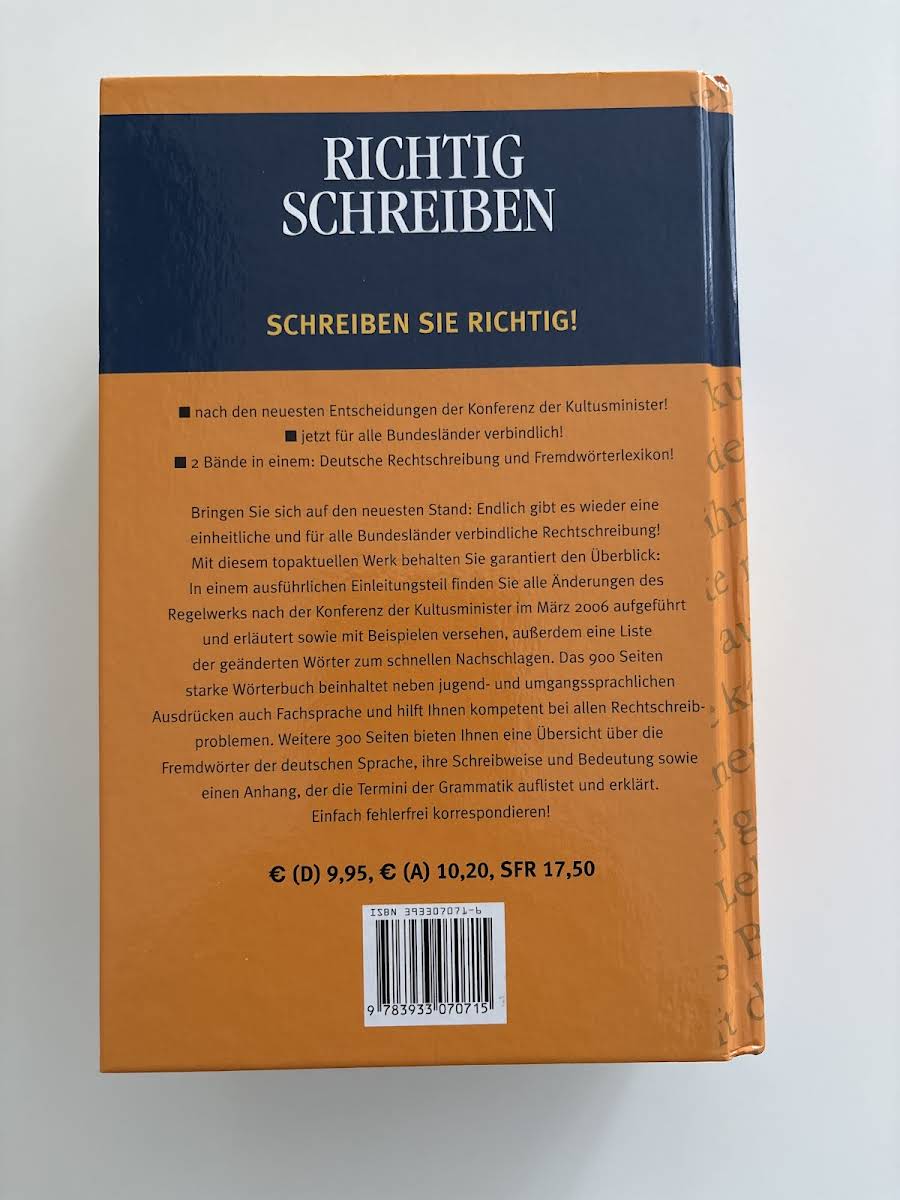 RICHTIG
SCHREIBEN
SCHREIBEN SIE RICHTIG!
■ nach den neuesten Entscheidungen der Konferenz der Kultusminister!
■ jetzt für alle Bundesländer verbindlich!
■ 2 Bände in einem: Deutsche Rechtschreibung und Fremdwörterlexikon!
Bringen Sie sich auf den neuesten Stand: Endlich gibt es wieder eine
einheitliche und für alle Bundesländer verbindliche Rechtschreibung!
Mit diesem topaktuellen Werk behalten Sie garantiert den Überblick:
In einem ausführlichen Einleitungsteil finden Sie alle Änderungen des
Regelwerks nach der Konferenz der Kultusminister im März 2006 aufgeführt
und erläutert sowie mit Beispielen versehen, außerdem eine Liste
der geänderten Wörter zum schnellen Nachschlagen. Das 900 Seiten
starke Wörterbuch beinhaltet neben jugend- und umgangssprachlichen
Ausdrücken auch Fachsprache und hilft Ihnen kompetent bei allen Rechtschreib-
problemen. Weitere 300 Seiten bieten Ihnen eine Übersicht über die
Fremdwörter der deutschen Sprache, ihre Schreibweise und Bedeutung sowie
einen Anhang, der die Termini der Grammatik auflistet und erklärt.
Einfach fehlerfrei korrespondieren!
€ (D) 9,95, € (A) 10,20, SFR 17,50
ISBN 393307071-6
9 783933 070715